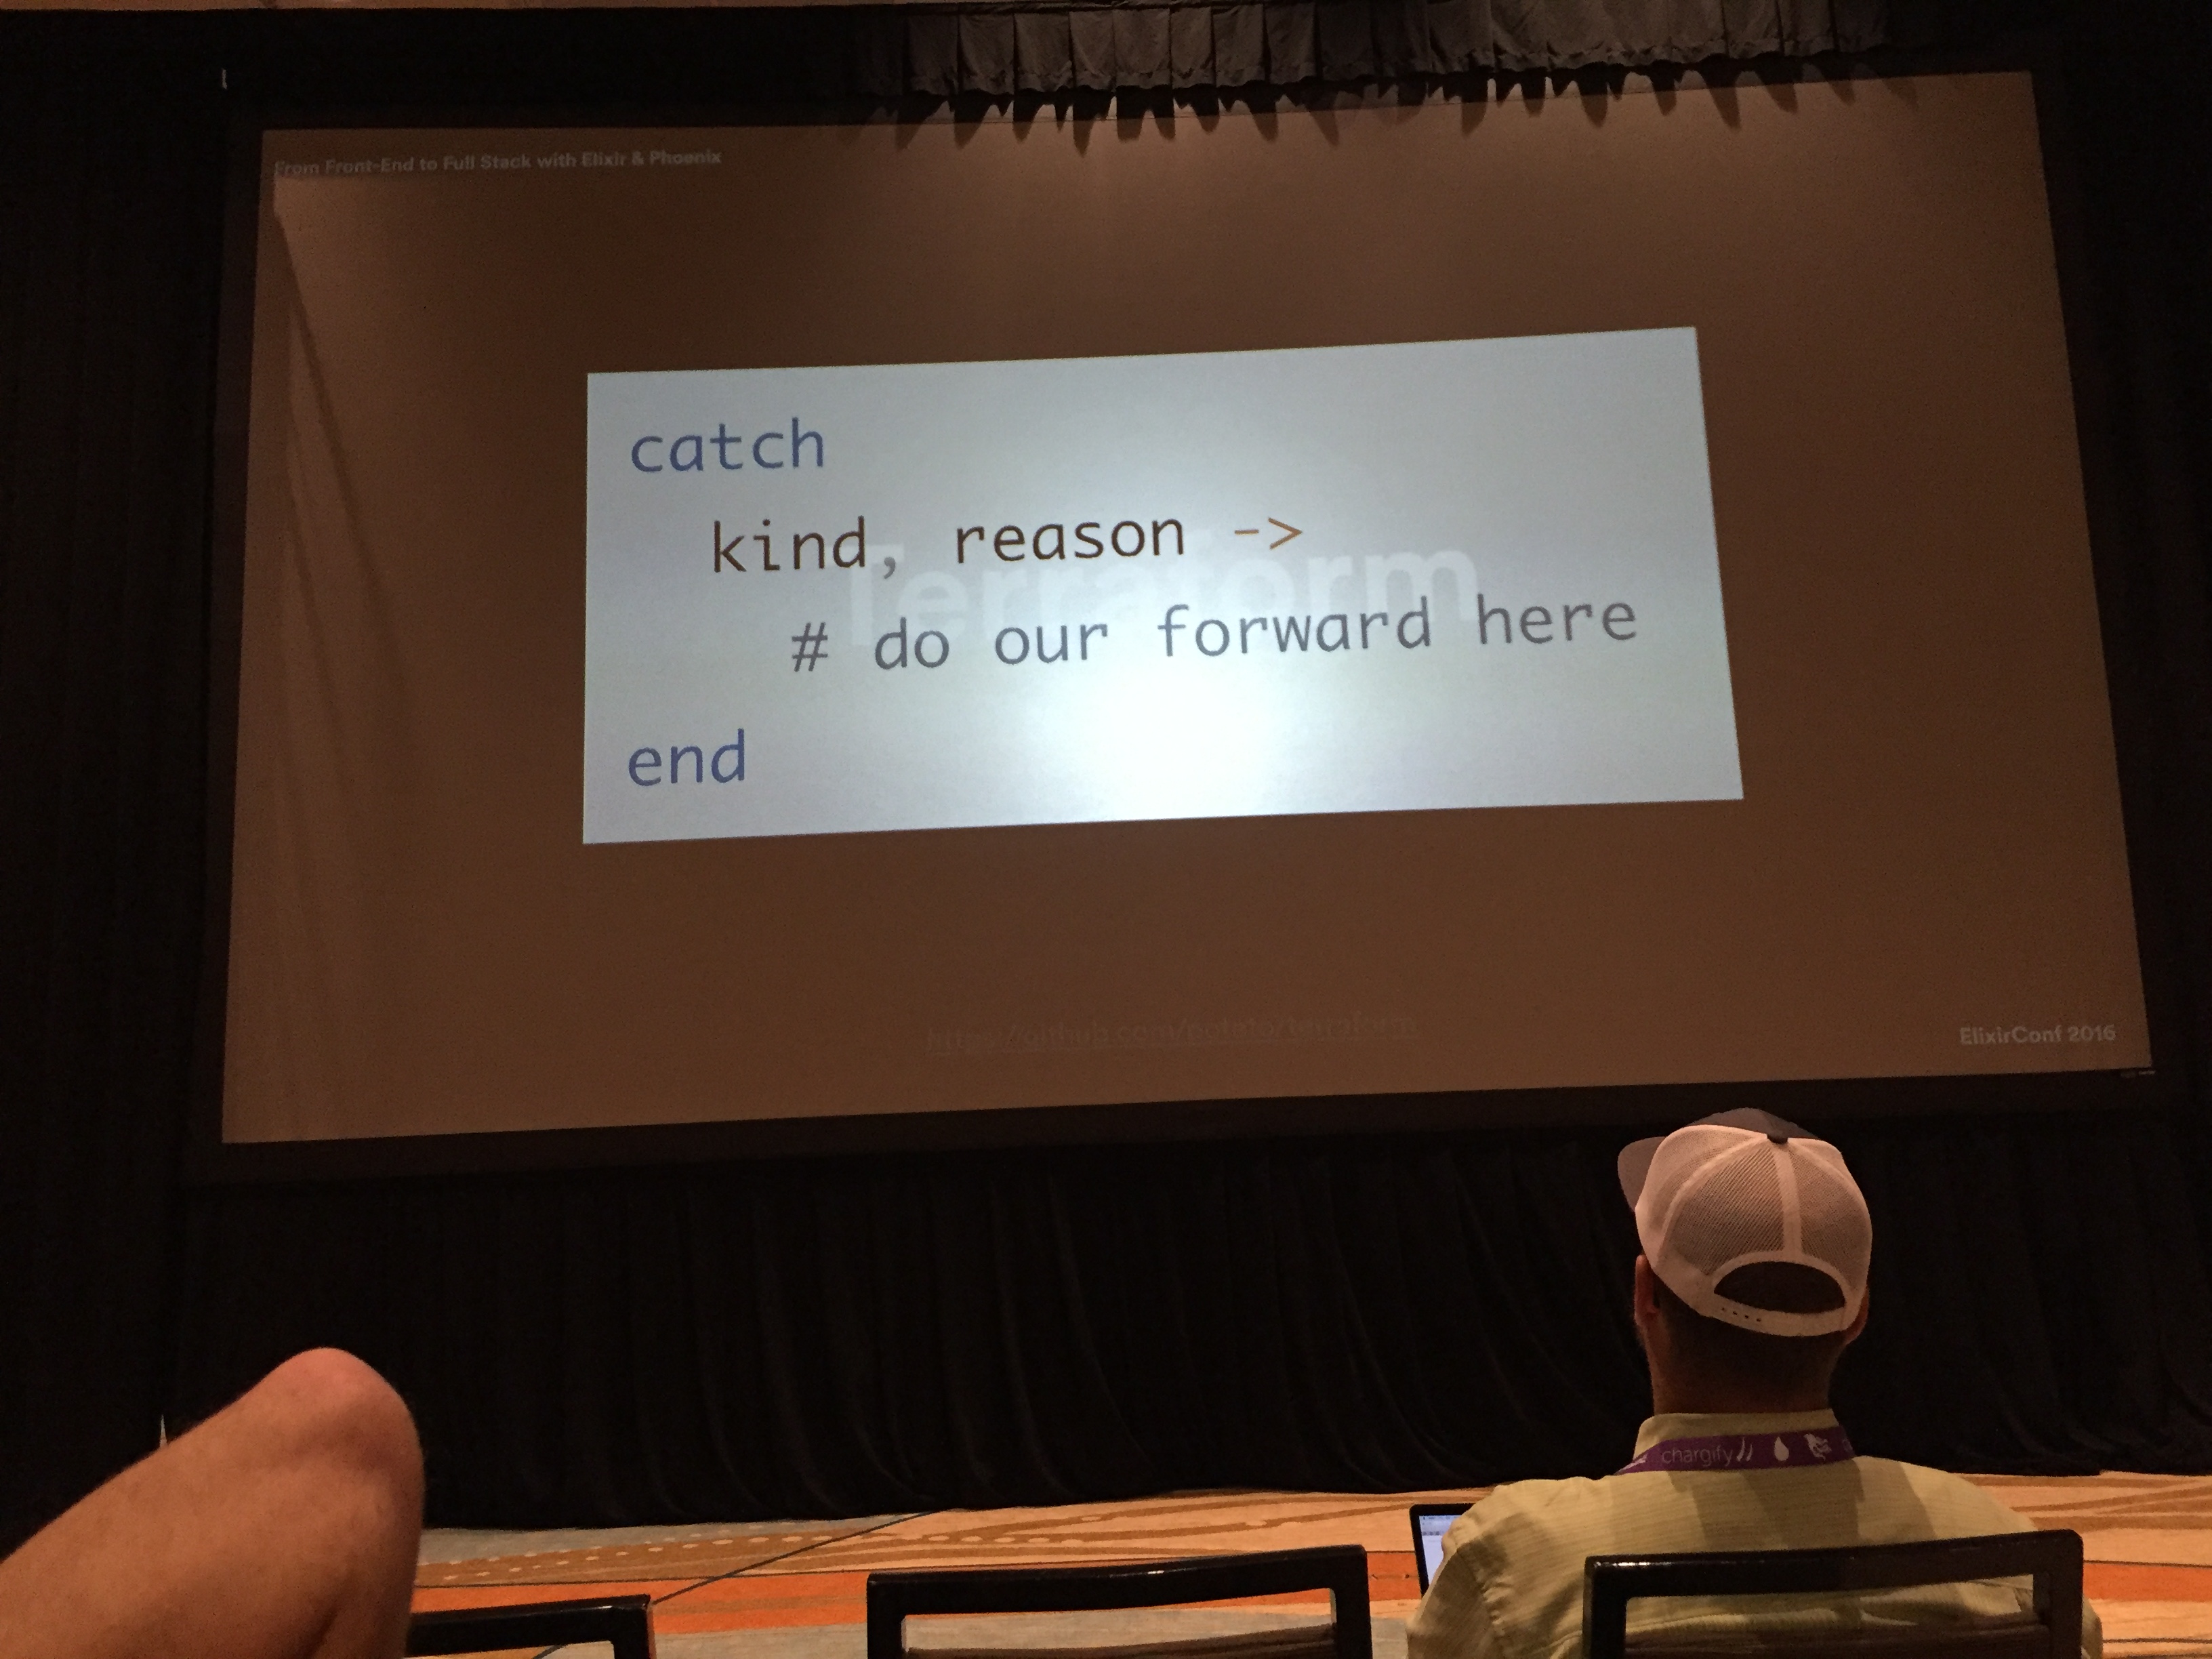 From Front-End to Full Stack with Elixir & Phoenix
catch
kind, reason ->
Terraform
# do our forward here
end
https://github.com/poteto/terraform
ElixirConf 2016
chargify